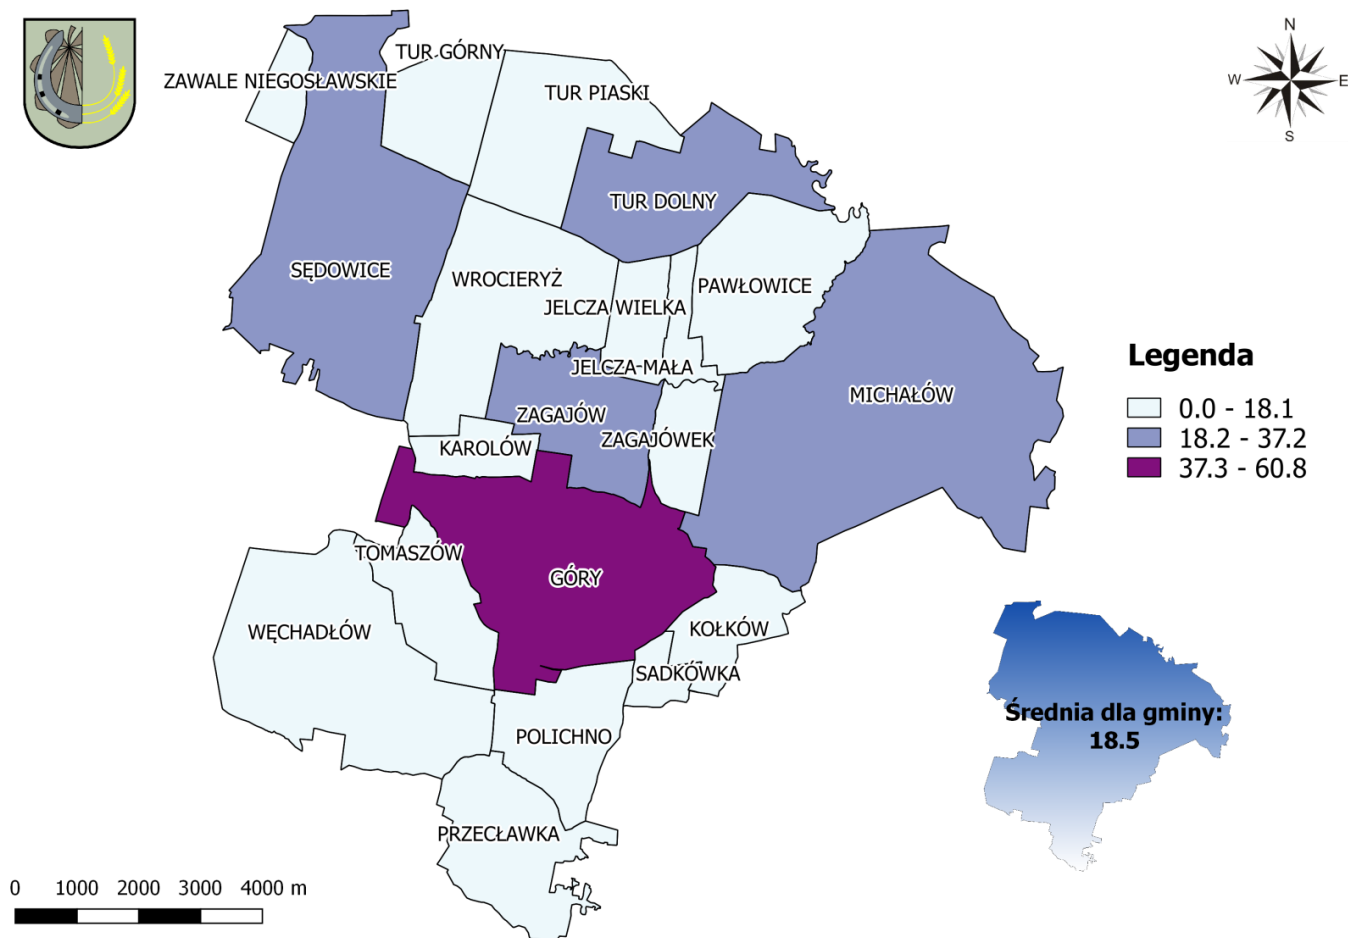 N
W E
S
TUR GÓRNY
ZAWALE NIEGOSŁAWSKIE
TUR PIASKI
TUR DOLNY
SĘDOWICE
WROCIERYŻ
PAWŁOWICE
JELCZA WIELKA
JELCZA-MAŁA
MICHAŁÓW
ZAGAJÓW
ZAGAJÓWEK
KAROLÓW
TOMASZÓW
GÓRY
WĘCHADŁÓW
KOŁKÓW
SADKÓWKA
POLICHNO
PRZECŁAWKA
Legenda
0.0 - 18.1
18.2 - 37.2
37.3 - 60.8
Średnia dla gminy:
18.5
0 1000 2000 3000 4000 m